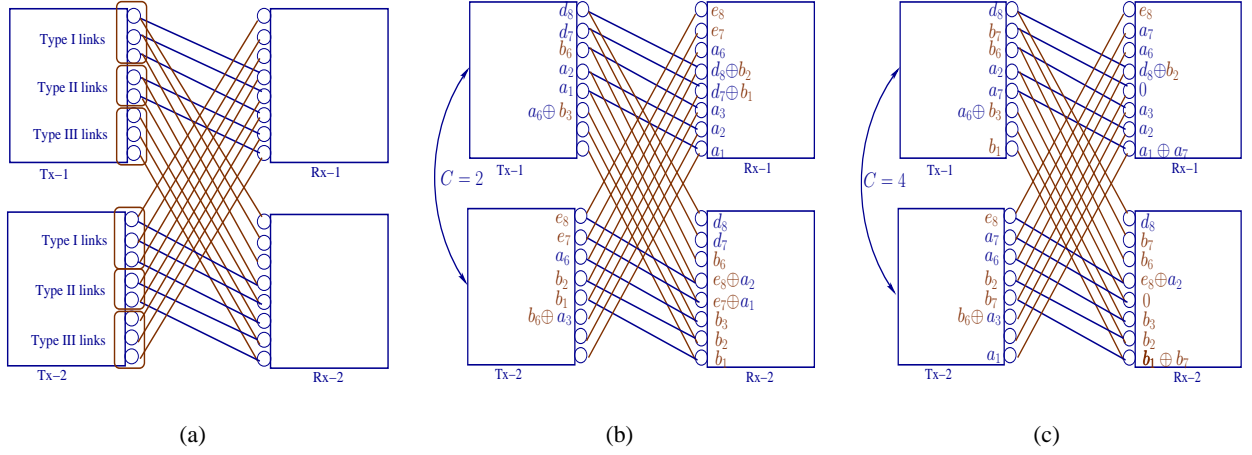 Type I links
Type II links
Type III links
Tx−1
Rx−1
Type I links
Type II links
Type III links
Tx−2
Rx−2
(a)
d₈
d₇
b₆
a₂
a₁
a₆⊕ b₃
Tx−1
e₈
e₇
a₆
d₈⊕b₂
d₇⊕b₁
a₃
a₂
a₁
Rx−1
C = 2
e₈
e₇
a₆
b₂
b₁
b₆⊕ a₃
Tx−2
d₈
d₇
b₆
e₈⊕a₂
e₇⊕a₁
b₃
b₂
b₁
Rx−2
(b)
d₈
b₇
b₆
a₂
a₇
a₆⊕ b₃
b₁
Tx−1
e₈
a₇
a₆
d₈⊕b₂
0
a₃
a₂
a₁ ⊕ a₇
Rx−1
C = 4
e₈
a₇
a₆
b₂
b₇
b₆⊕ a₃
a₁
Tx−2
d₈
b₇
b₆
e₈⊕a₂
0
b₃
b₂
b₁ ⊕ b₇
Rx−2
(c)